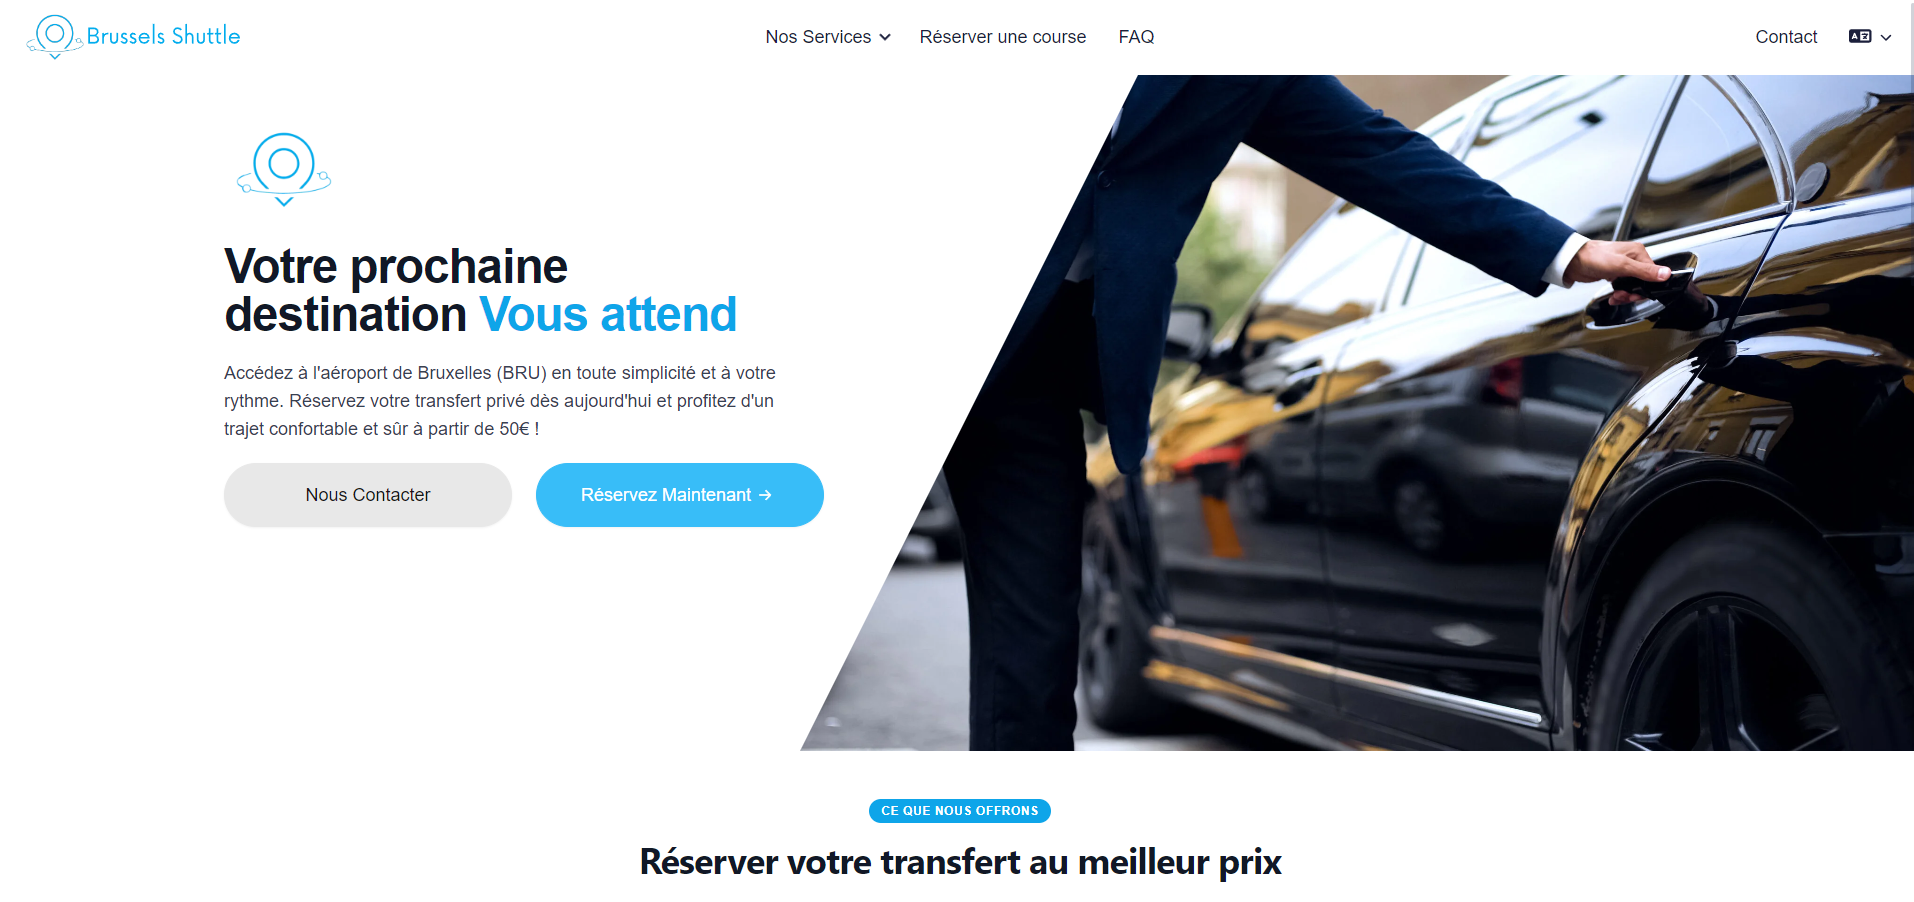 Brussels Shuttle
Nos Services
Réserver une course
FAQ
Contact
Votre prochaine
destination Vous attend
Accédez à l'aéroport de Bruxelles (BRU) en toute simplicité et à votre
rythme. Réservez votre transfert privé dès aujourd'hui et profitez d'un
trajet confortable et sûr à partir de 50€ !
Nous Contacter
Réservez Maintenant →
CE QUE NOUS OFFRONS
Réserver votre transfert au meilleur prix